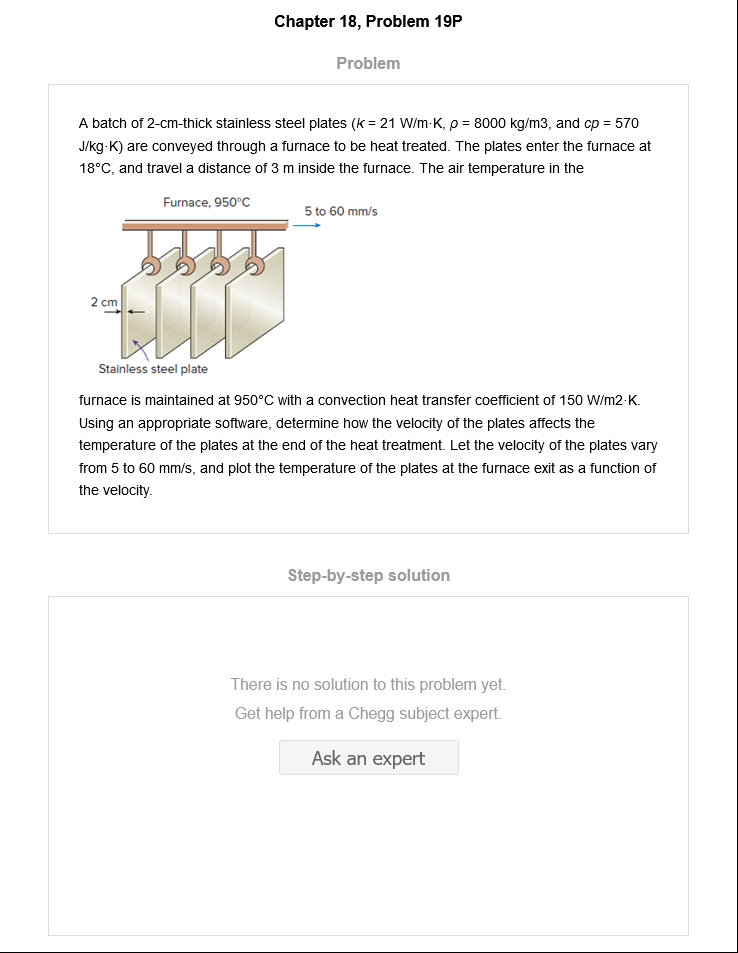 Chapter 18, Problem 19P
Problem
A batch of 2-cm-thick stainless steel plates (k = 21 W/m·K, ρ = 8000 kg/m3, and cp = 570
J/kg·K) are conveyed through a furnace to be heat treated. The plates enter the furnace at
18°C, and travel a distance of 3 m inside the furnace. The air temperature in the
Furnace, 950°C
5 to 60 mm/s
2 cm
Stainless steel plate
furnace is maintained at 950°C with a convection heat transfer coefficient of 150 W/m2·K.
Using an appropriate software, determine how the velocity of the plates affects the
temperature of the plates at the end of the heat treatment. Let the velocity of the plates vary
from 5 to 60 mm/s, and plot the temperature of the plates at the furnace exit as a function of
the velocity.
Step-by-step solution
There is no solution to this problem yet.
Get help from a Chegg subject expert.
Ask an expert